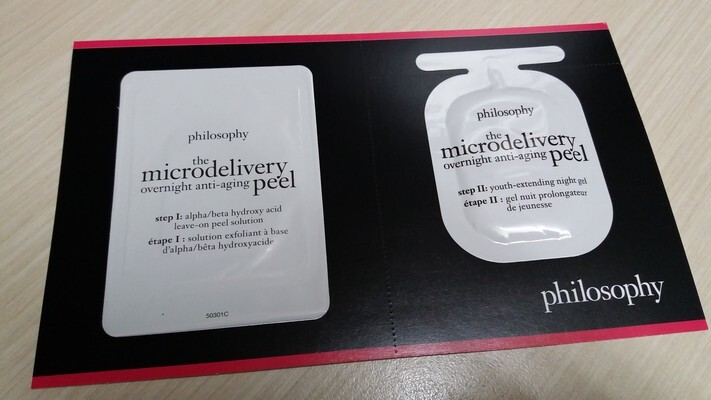 philosophy
the
microdelivery
overnight anti-aging peel
step I: alpha/beta hydroxy acid
leave-on peel solution
étape I : solution exfoliant à base
d'alpha/bêta hydroxyacide
50301C
philosophy
the
microdelivery
overnight anti-aging peel
step II: youth-extending night gel
étape II : gel nuit prolongateur
de jeunesse
philosophy